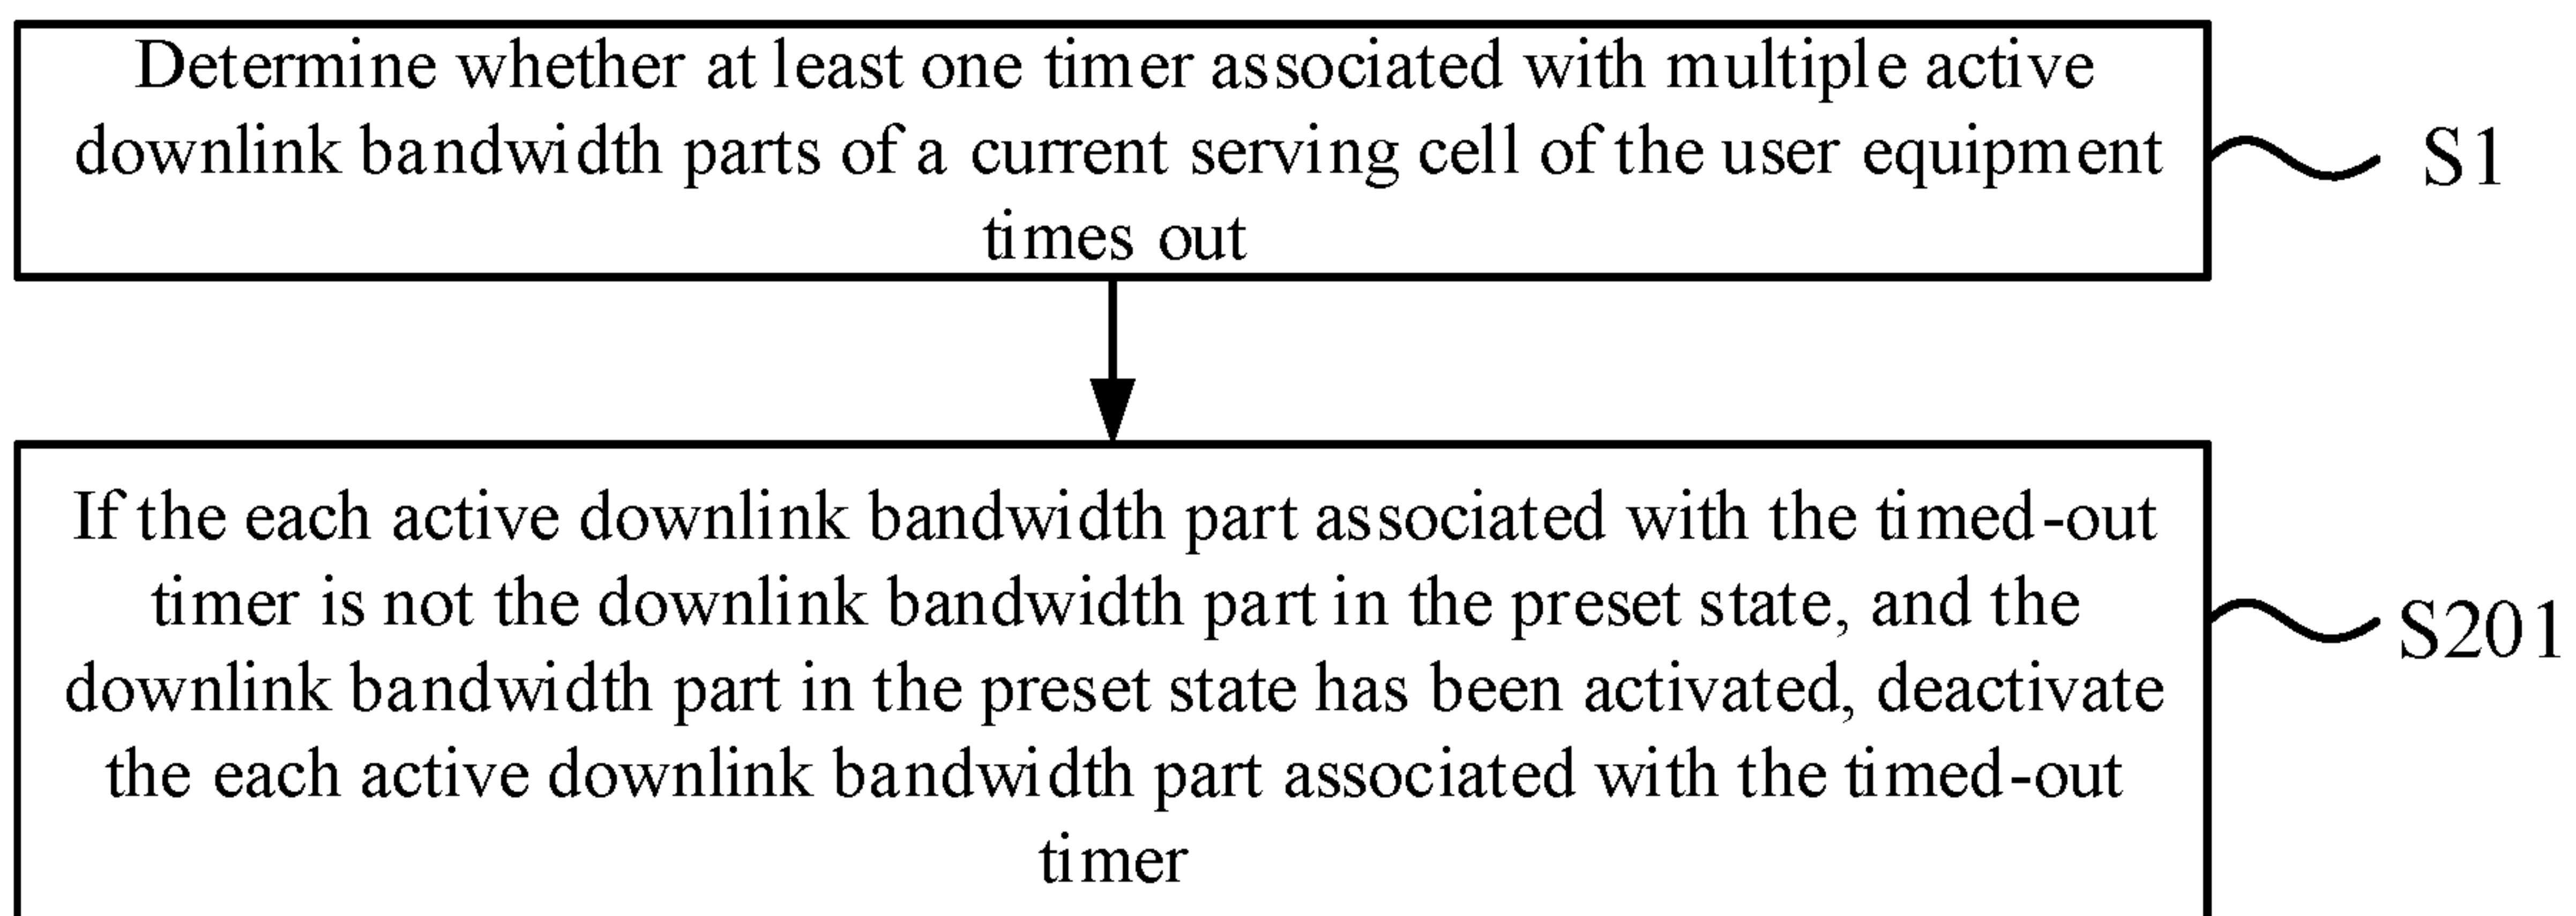 Determine whether at least one timer associated with multiple active
downlink bandwidth parts of a current serving cell of the user equipment
times out
S1
If the each active downlink bandwidth part associated with the timed-out
timer is not the downlink bandwidth part in the preset state, and the
downlink bandwidth part in the preset state has been activated, deactivate
the each active downlink bandwidth part associated with the timed-out
timer
S201